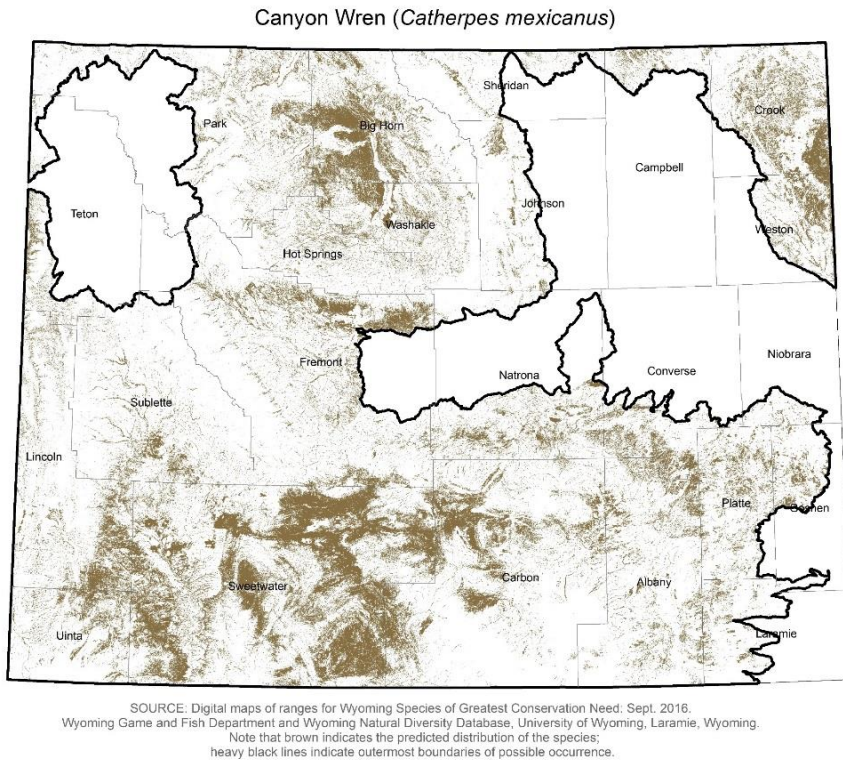 Canyon Wren (Catherpes mexicanus)
Sheridan
Crook
Park
Big Horn
Campbell
Teton
Johnson
Washakie
Weston
Hot Springs
Niobrara
Fremont
Natrona
Converse
Sublette
Lincoln
Platte
Goshen
Sweetwater
Carbon
Albany
Uinta
Laramie
SOURCE: Digital maps of ranges for Wyoming Species of Greatest Conservation Need: Sept. 2016.
Wyoming Game and Fish Department and Wyoming Natural Diversity Database, University of Wyoming, Laramie, Wyoming.
Note that brown indicates the predicted distribution of the species;
heavy black lines indicate outermost boundaries of possible occurrence.